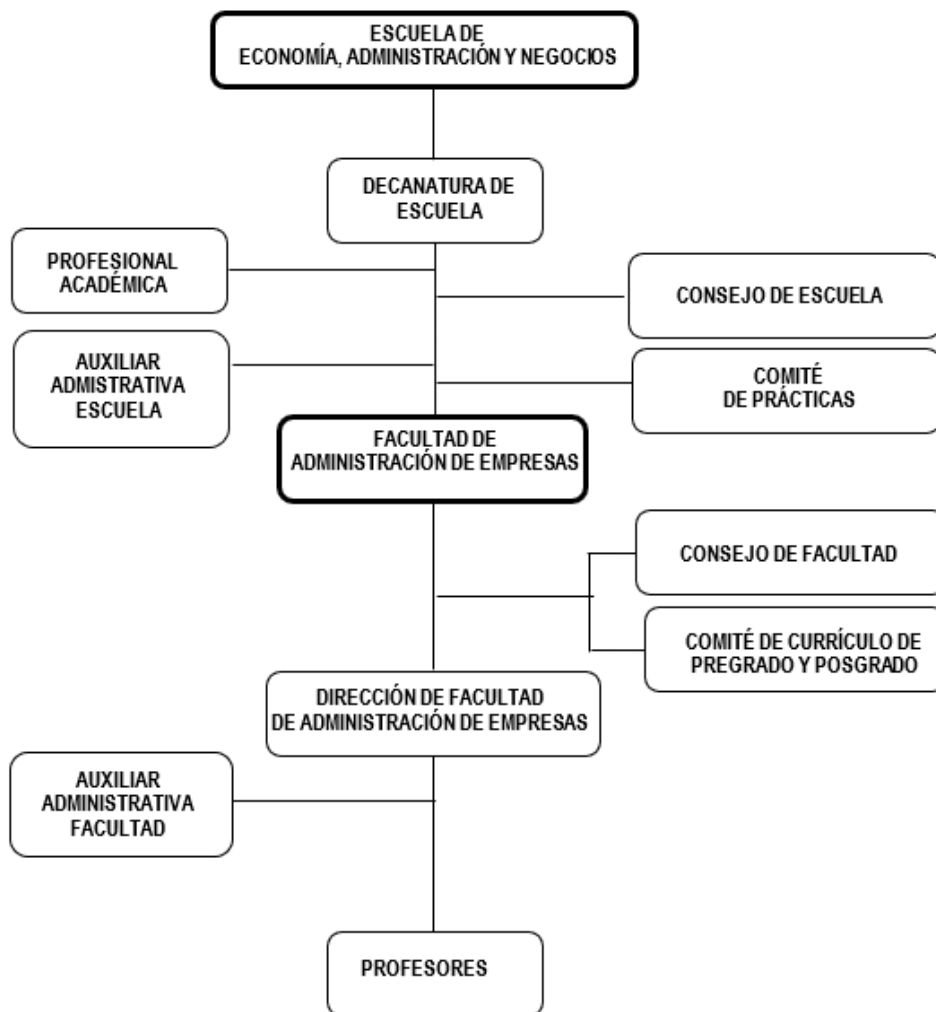 ESCUELA DE
ECONOMÍA, ADMINISTRACIÓN Y NEGOCIOS
DECANATURA DE
ESCUELA
PROFESIONAL
ACADÉMICA
CONSEJO DE ESCUELA
AUXILIAR
ADMISTRATIVA
ESCUELA
COMITÉ
DE PRÁCTICAS
FACULTAD DE
ADMINISTRACIÓN DE EMPRESAS
CONSEJO DE FACULTAD
COMITÉ DE CURRÍCULO DE
PREGRADO Y POSGRADO
DIRECCIÓN DE FACULTAD
DE ADMINISTRACIÓN DE EMPRESAS
AUXILIAR
ADMINISTRATIVA
FACULTAD
PROFESORES